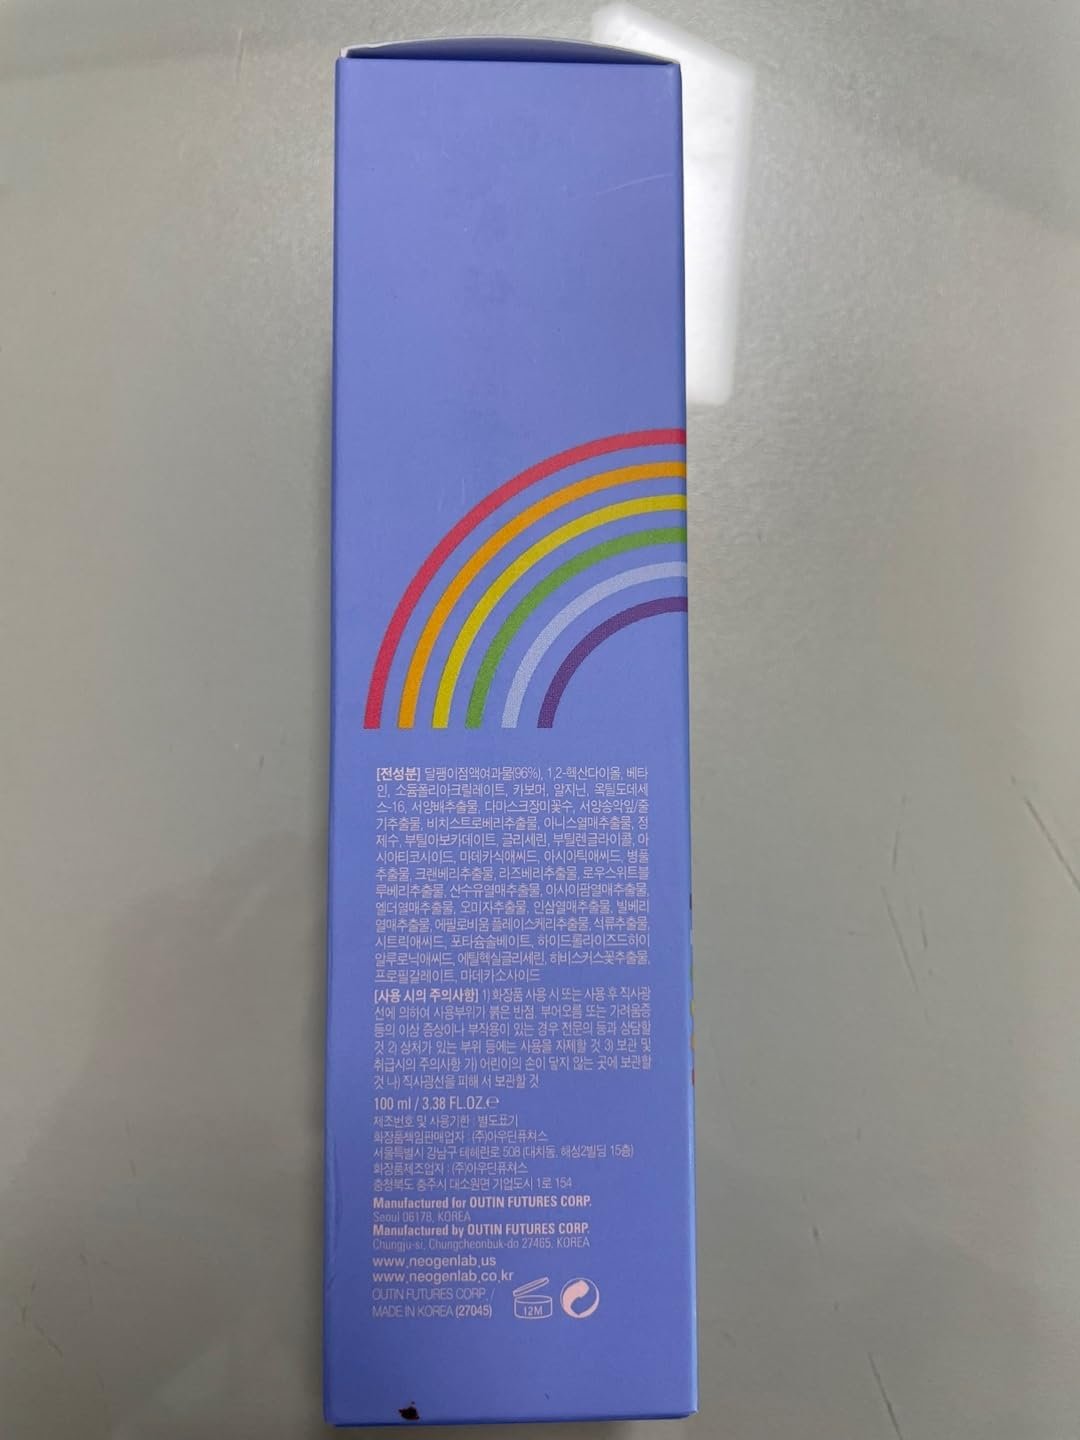 [전성분] 달팽이점액여과물(96%), 1,2-헥산다이올, 베타
인, 소듐폴리아크릴레이트, 카보머, 알지닌, 옥틸도데세
스-16, 서양배추출물, 다마스크장미꽃수, 서양송악잎/줄
기추출물, 비치스트로베리추출물, 아니스열매추출물, 정
제수, 부틸아보카데이트, 글리세린, 부틸렌글라이콜, 아
시아티코사이드, 마데카식애씨드, 아시아틱애씨드, 병풀
추출물, 크랜베리추출물, 라즈베리추출물, 로우스위트블
루베리추출물, 산수유열매추출물, 아사이팜열매추출물,
엘더열매추출물, 오미자추출물, 인삼열매추출물, 빌베리
열매추출물, 에필로비움 플레이스케리추출물, 석류추출물,
시트릭애씨드, 포타슘솔베이트, 하이드롤라이즈드하이
알루로닉애씨드, 에틸헥실글리세린, 히비스커스꽃추출물,
프로필갈레이트, 마데카소사이드
[사용 시의 주의사항] 1) 화장품 사용 시 또는 사용 후 직사광
선에 의하여 사용부위가 붉은 반점, 부어오름 또는 가려움증
등의 이상 증상이나 부작용이 있는 경우 전문의 등과 상담할
것 2) 상처가 있는 부위 등에는 사용을 자제할 것 3) 보관 및
취급시의 주의사항 가) 어린이의 손이 닿지 않는 곳에 보관할
것 나) 직사광선을 피해 서 보관할 것
100 ml / 3.38 FL.OZ.℮
제조번호 및 사용기한 : 별도표기
화장품책임판매업자 : (주)아우딘퓨쳐스
서울특별시 강남구 테헤란로 508 (대치동, 해성2빌딩 15층)
화장품제조업자 : (주)아우딘퓨쳐스
충청북도 충주시 대소원면 기업도시 1로 154
Manufactured for OUTIN FUTURES CORP.
Seoul 06178, KOREA
Manufactured by OUTIN FUTURES CORP.
Chungju-si, Chungcheonbuk-do 27465, KOREA
www.neogenlab.us
www.neogenlab.co.kr
OUTIN FUTURES CORP. /
MADE IN KOREA (27045)
12M